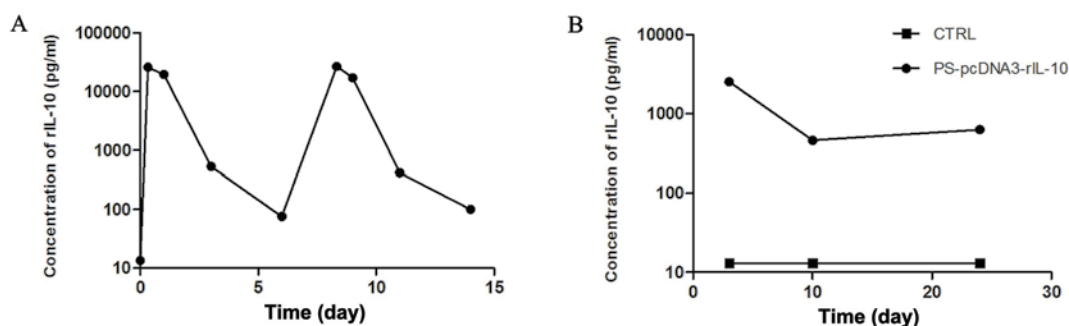 A
Concentration of rIL-10 (pg/ml)
100000
10000
1000
100
10
0
5
10
15
Time (day)
B
Concentration of rIL-10 (pg/ml)
10000
1000
100
10
0
10
20
30
Time (day)
CTRL
PS-pcDNA3-rIL-10